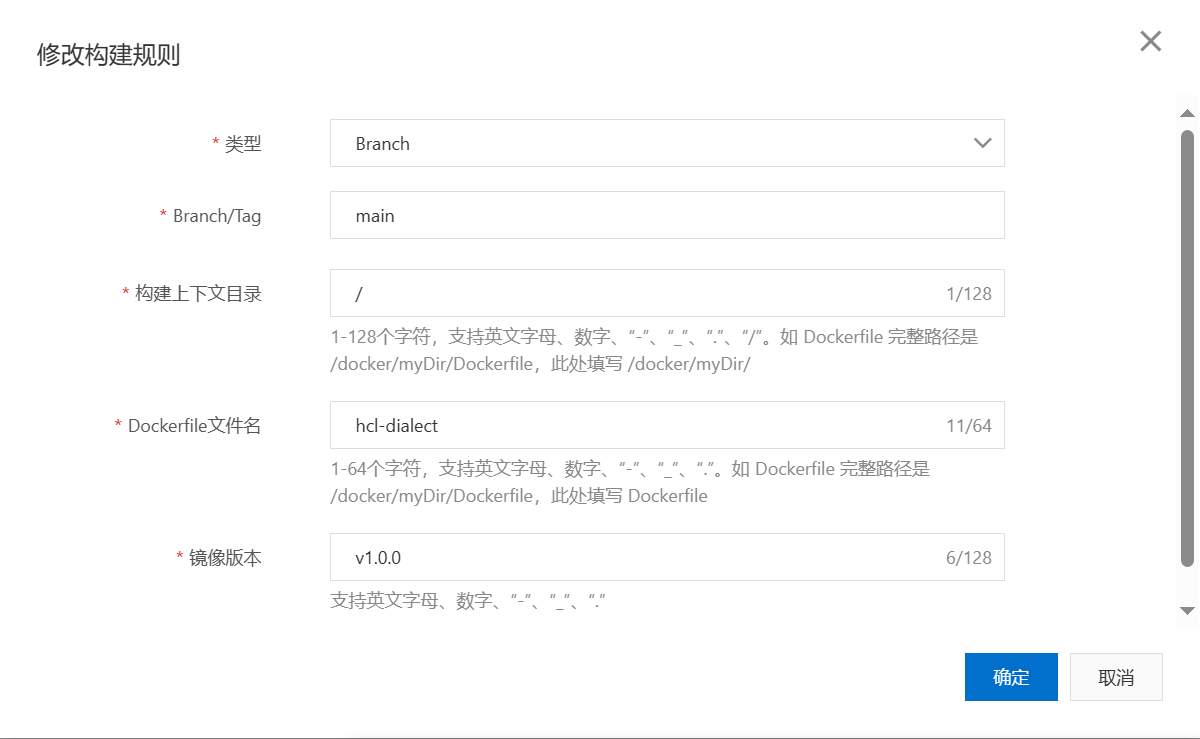 修改构建规则
* 类型
Branch
* Branch/Tag
main
* 构建上下文目录
/
1/128
1-128个字符，支持英文字母、数字、“-”、“_”、“.”、“/”。如 Dockerfile 完整路径是
/docker/myDir/Dockerfile，此处填写 /docker/myDir/
* Dockerfile文件名
hcl-dialect
11/64
1-64个字符，支持英文字母、数字、“-”、“_”、“.”。如 Dockerfile 完整路径是
/docker/myDir/Dockerfile，此处填写 Dockerfile
* 镜像版本
v1.0.0
6/128
支持英文字母、数字、“-”、“_”、“.”
确定
取消